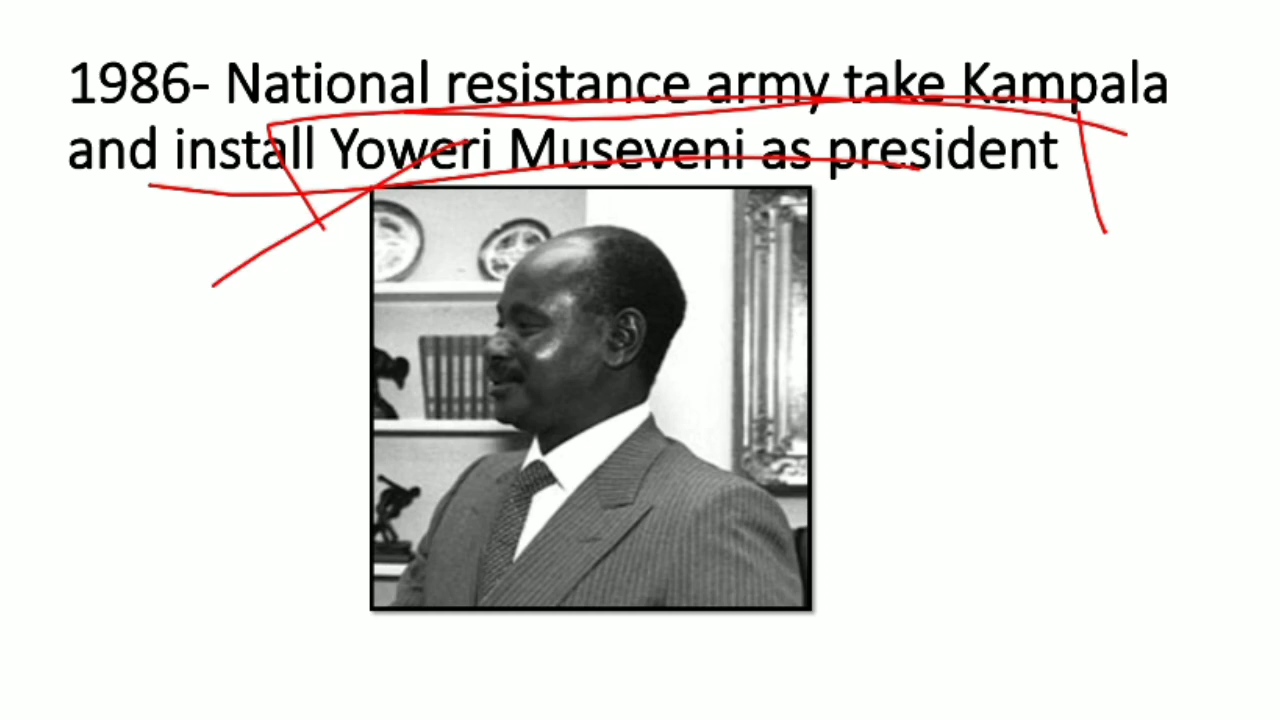 1986- National resistance army take Kampala
and install Yoweri Museveni as president